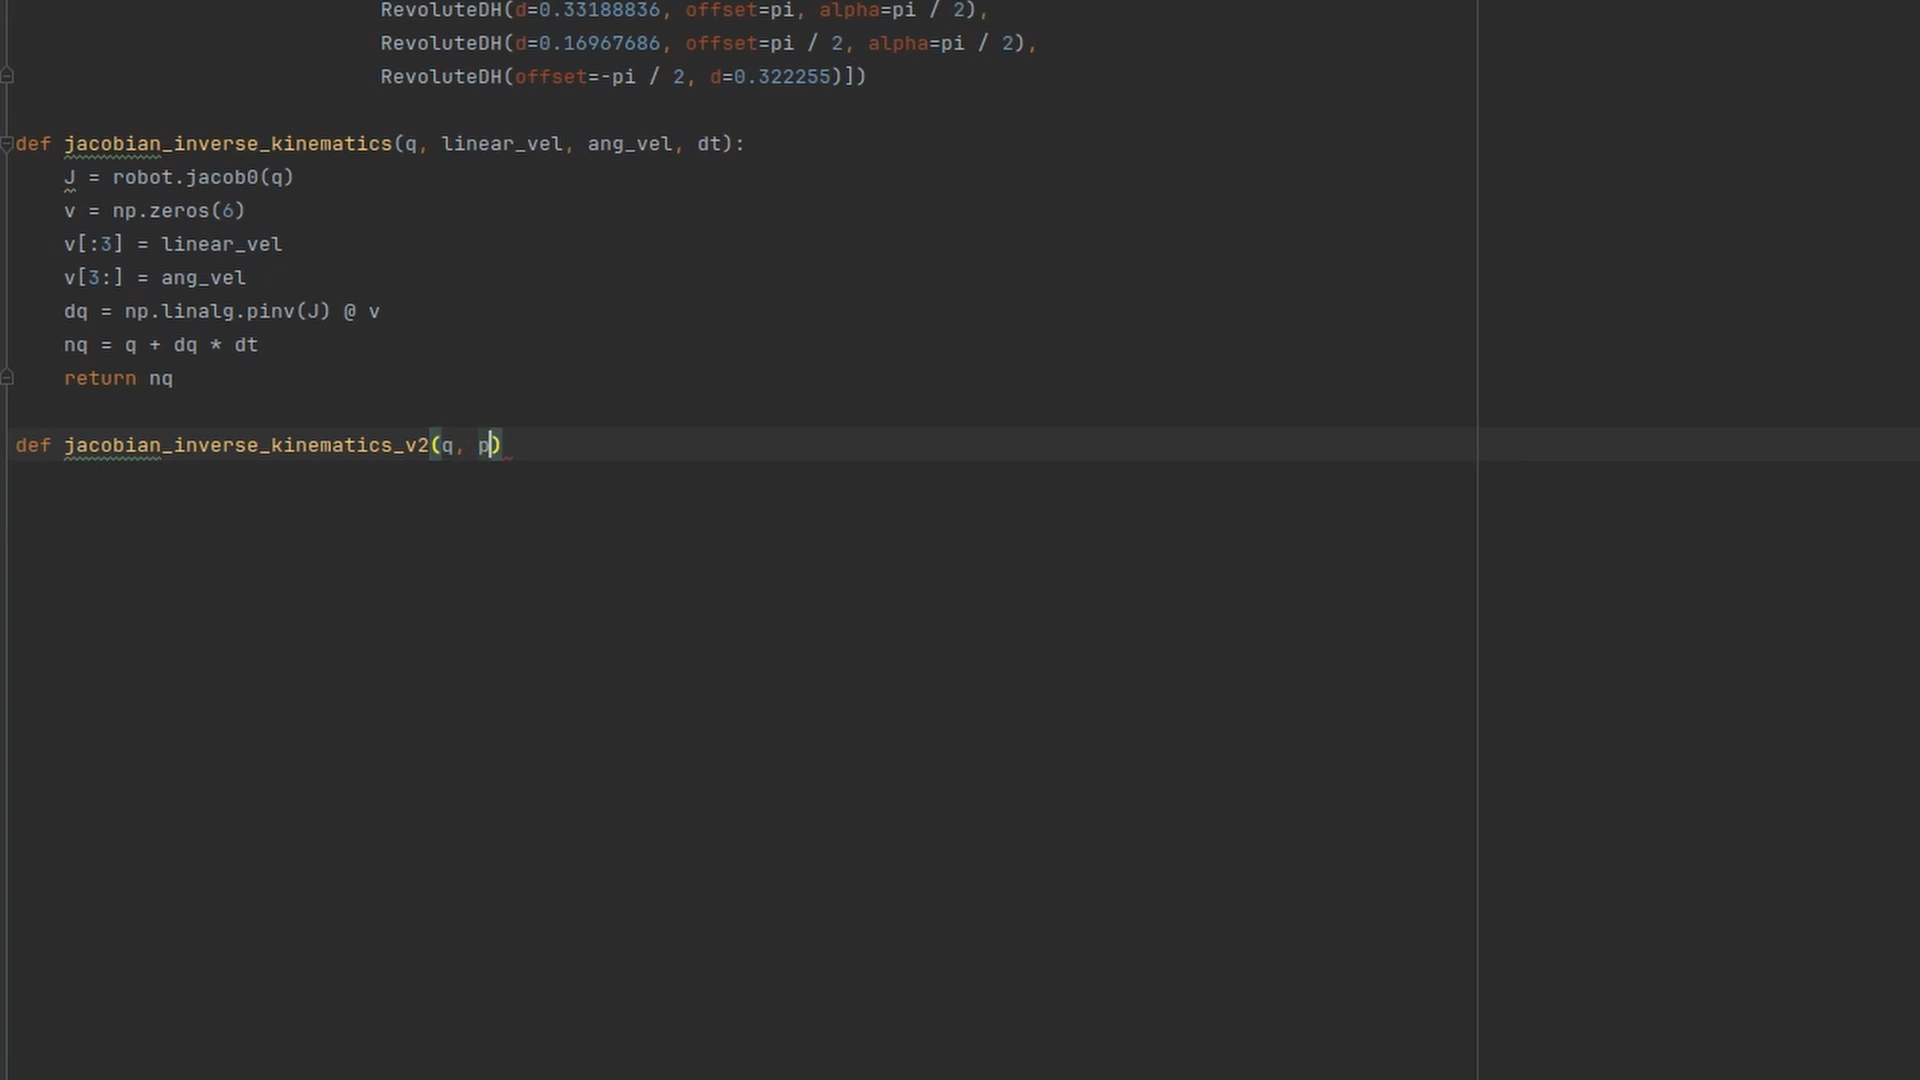 RevoluteDH(d=0.33188836, offset=pi, alpha=pi / 2),
RevoluteDH(d=0.16967686, offset=pi / 2, alpha=pi / 2),
RevoluteDH(offset=-pi / 2, d=0.322255)])
def jacobian_inverse_kinematics(q, linear_vel, ang_vel, dt):
J = robot.jacob0(q)
v = np.zeros(6)
v[:3] = linear_vel
v[3:] = ang_vel
dq = np.linalg.pinv(J) @ v
nq = q + dq * dt
return nq
def jacobian_inverse_kinematics_v2(q, p)